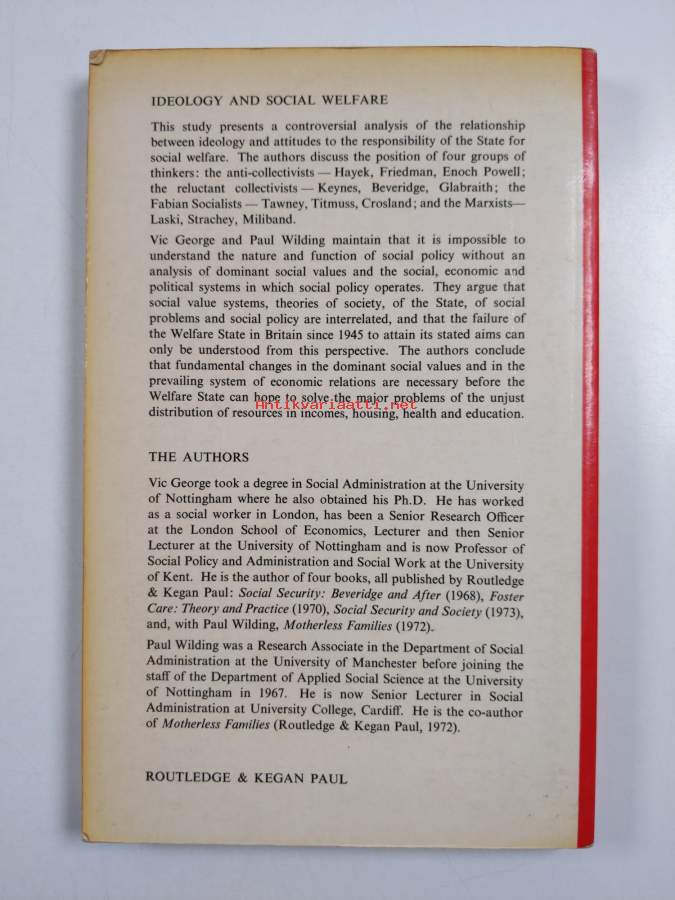 IDEOLOGY AND SOCIAL WELFARE
This study presents a controversial analysis of the relationship
between ideology and attitudes to the responsibility of the State for
social welfare. The authors discuss the position of four groups of
thinkers: the anti-collectivists — Hayek, Friedman, Enoch Powell;
the reluctant collectivists — Keynes, Beveridge, Glabraith; the
Fabian Socialists — Tawney, Titmuss, Crosland; and the Marxists—
Laski, Strachey, Miliband.
Vic George and Paul Wilding maintain that it is impossible to
understand the nature and function of social policy without an
analysis of dominant social values and the social, economic and
political systems in which social policy operates. They argue that
social value systems, theories of society, of the State, of social
problems and social policy are interrelated, and that the failure of
the Welfare State in Britain since 1945 to attain its stated aims can
only be understood from this perspective. The authors conclude
that fundamental changes in the dominant social values and in the
prevailing system of economic relations are necessary before the
Welfare State can hope to solve the major problems of the unjust
Antikvariaatti.net
distribution of resources in incomes, housing, health and education.
THE AUTHORS
Vic George took a degree in Social Administration at the University
of Nottingham where he also obtained his Ph.D. He has worked
as a social worker in London, has been a Senior Research Officer
at the London School of Economics, Lecturer and then Senior
Lecturer at the University of Nottingham and is now Professor of
Social Policy and Administration and Social Work at the University
of Kent. He is the author of four books, all published by Routledge
& Kegan Paul: Social Security: Beveridge and After (1968), Foster
Care: Theory and Practice (1970), Social Security and Society (1973),
and, with Paul Wilding, Motherless Families (1972).
Paul Wilding was a Research Associate in the Department of Social
Administration at the University of Manchester before joining the
staff of the Department of Applied Social Science at the University
of Nottingham in 1967. He is now Senior Lecturer in Social
Administration at University College, Cardiff. He is the co-author
of Motherless Families (Routledge & Kegan Paul, 1972).
ROUTLEDGE & KEGAN PAUL